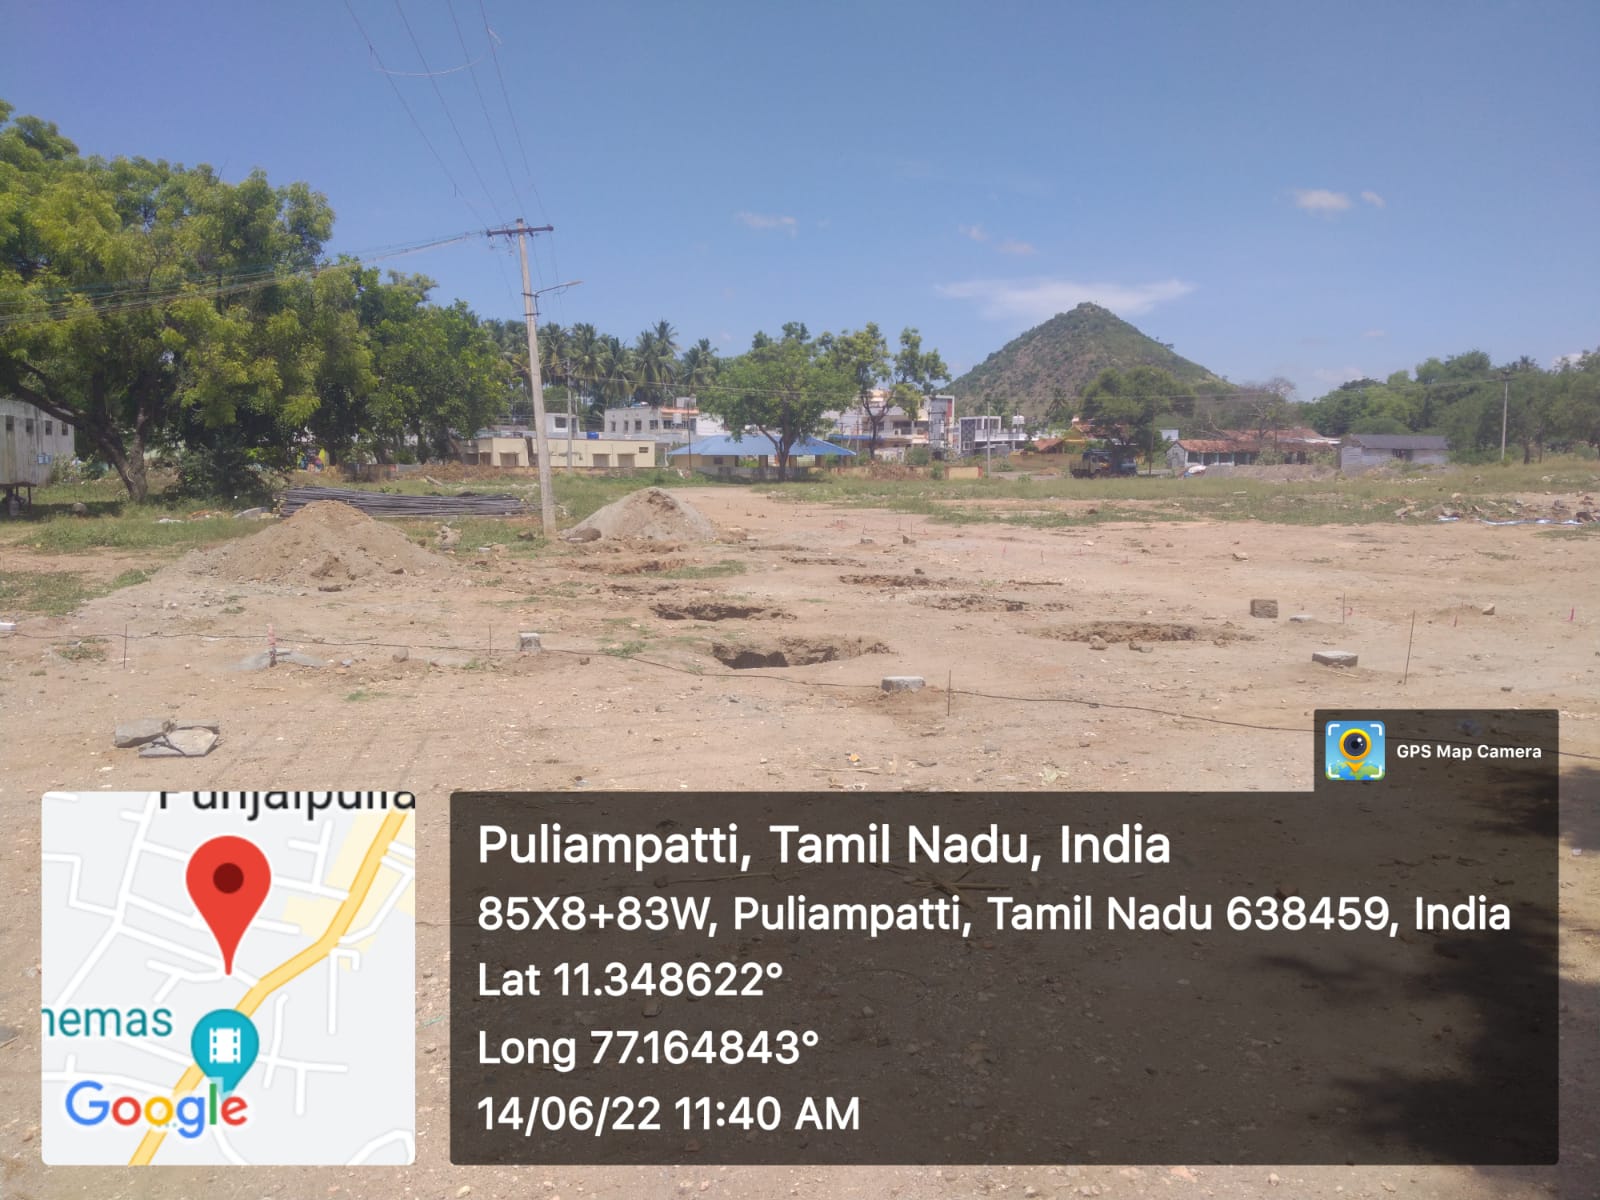 GPS Map Camera
Puliampatti, Tamil Nadu, India
85X8+83W, Puliampatti, Tamil Nadu 638459, India
Lat 11.348622°
Long 77.164843°
14/06/22 11:40 AM
nemas
Google